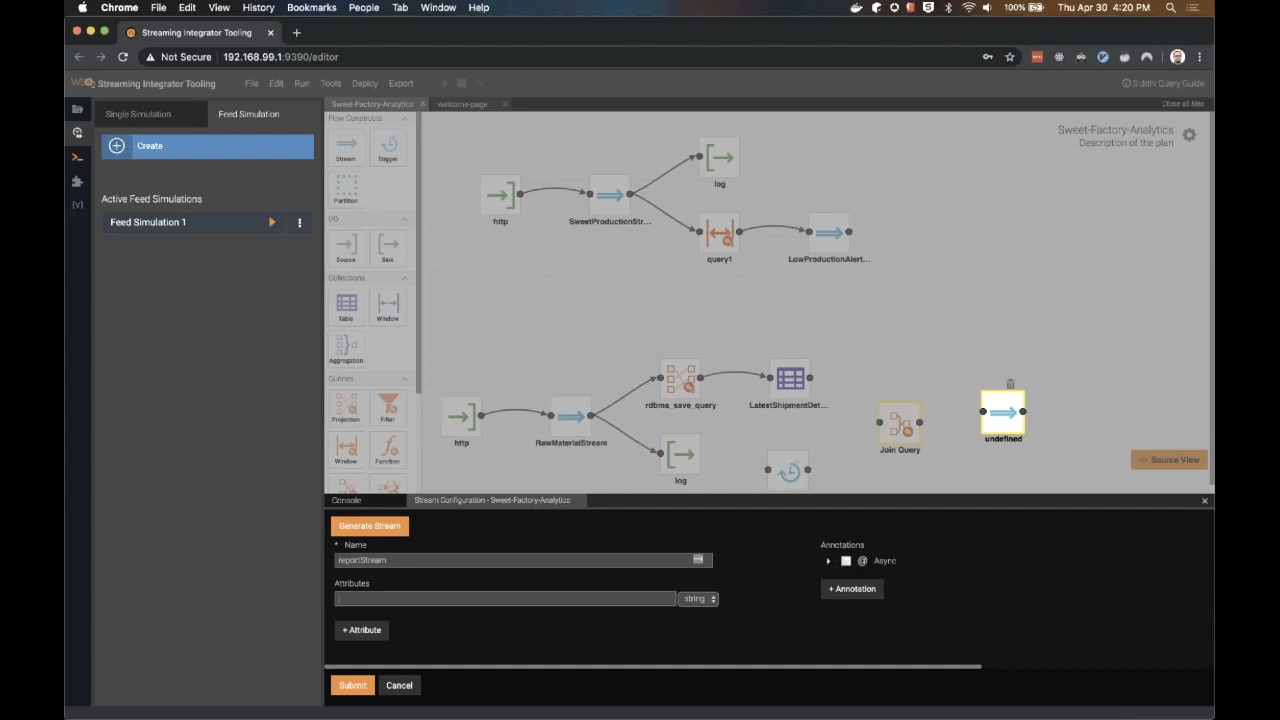 Chrome File Edit View History Bookmarks People Tab Window Help 100% Thu Apr 30 4:20 PM
Streaming Integrator Tooling
Not Secure 192.168.99.1:9390/editor
WSO2 Streaming Integrator Tooling File Edit Run Tools Deploy Export Siddhi Query Guide
Single Simulation Feed Simulation
Create
Active Feed Simulations
Feed Simulation 1
Sweet-Factory-Analytics welcome-page Close all files
Flow Constructs
Stream Trigger
Partition
I/O
Source Sink
Collections
Table Window
Aggregation
Queries
Projection Filter
Window Function
Sweet-Factory-Analytics
Description of the plan
log
http SweetProductionStr...
query1 LowProductionAlert...
rdbms_save_query LatestShipmentDet...
http RawMaterialStream
log
Join Query
undefined
</> Source View
Console Stream Configuration - Sweet-Factory-Analytics
Generate Stream
* Name
reportStream
Attributes
string
+ Attribute
Annotations
@ Async
+ Annotation
Submit Cancel